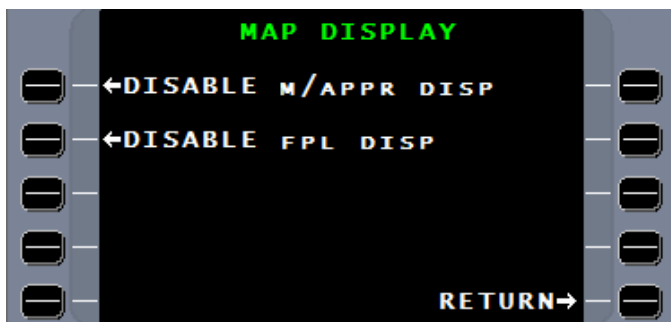 MAP DISPLAY
←DISABLE M/APPR DISP
←DISABLE FPL DISP
RETURN→